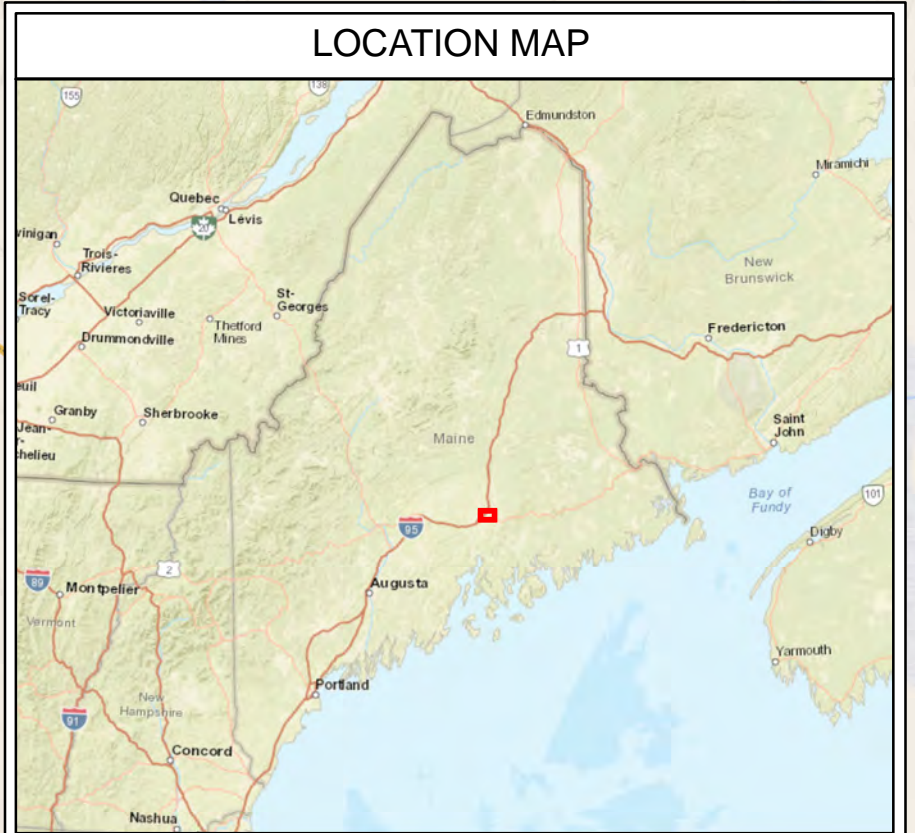 LOCATION MAP
155
138
Edmundston
Miramichi
Quebec
Lévis
20
vinigan
Trois-
Rivieres
New
Brunswick
Sorel-
Tracy
St-
Georges
Victoriaville
Thetford
Mines
Fredericton
Drummondville
1
euil
Granby
Sherbrooke
Saint
John
Jean-
r-
chelieu
Maine
Bay of
Fundy
101
95
Digby
2
89
Montpelier
Augusta
Vermont
Yarmouth
Portland
New
Hampshire
91
Concord
Nashua